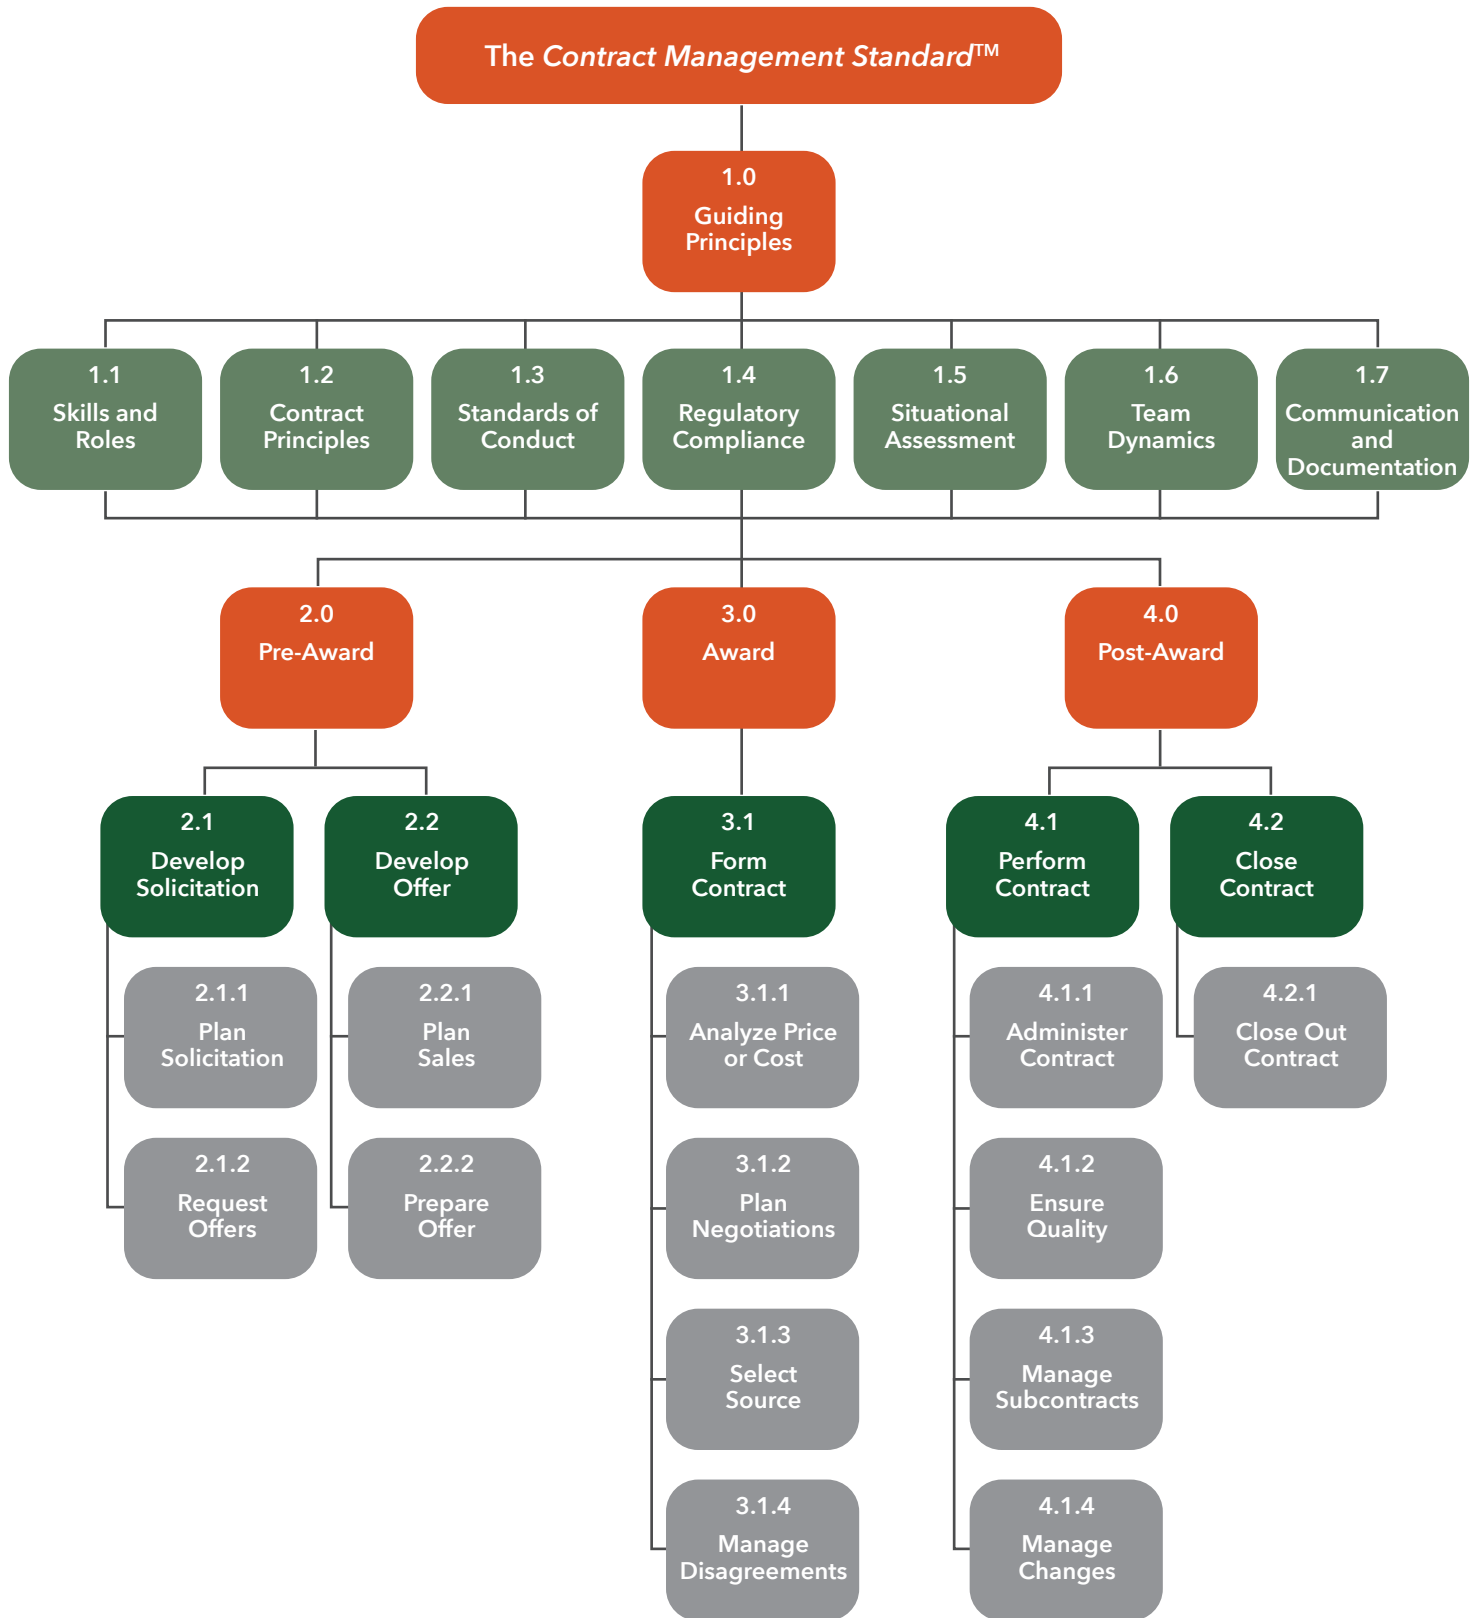 The Contract Management Standard™
1.0
Guiding
Principles
1.1
Skills and
Roles
1.2
Contract
Principles
1.3
Standards of
Conduct
1.4
Regulatory
Compliance
1.5
Situational
Assessment
1.6
Team
Dynamics
1.7
Communication
and
Documentation
2.0
Pre-Award
3.0
Award
4.0
Post-Award
2.1
Develop
Solicitation
2.2
Develop
Offer
3.1
Form
Contract
4.1
Perform
Contract
4.2
Close
Contract
2.1.1
Plan
Solicitation
2.2.1
Plan
Sales
3.1.1
Analyze Price
or Cost
4.1.1
Administer
Contract
4.2.1
Close Out
Contract
2.1.2
Request
Offers
2.2.2
Prepare
Offer
3.1.2
Plan
Negotiations
4.1.2
Ensure
Quality
3.1.3
Select
Source
4.1.3
Manage
Subcontracts
3.1.4
Manage
Disagreements
4.1.4
Manage
Changes